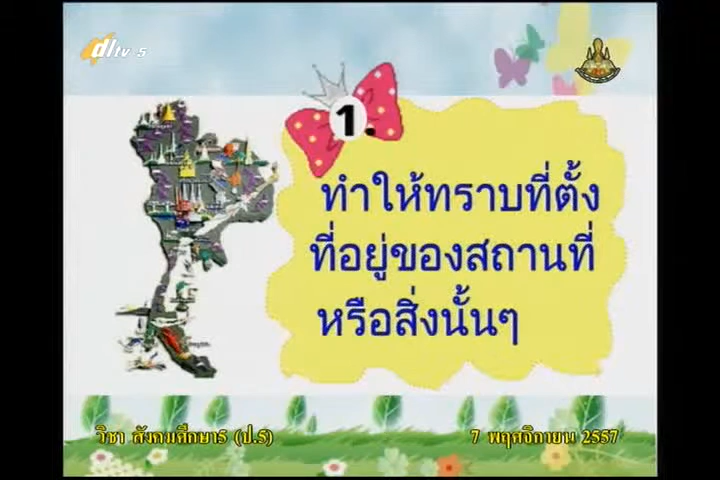 dltv 5
1.
ทำให้ทราบที่ตั้ง
ที่อยู่ของสถานที่
หรือสิ่งนั้นๆ
วิชา สังคมศึกษา5 (ป.5)
7 พฤศจิกายน 2557